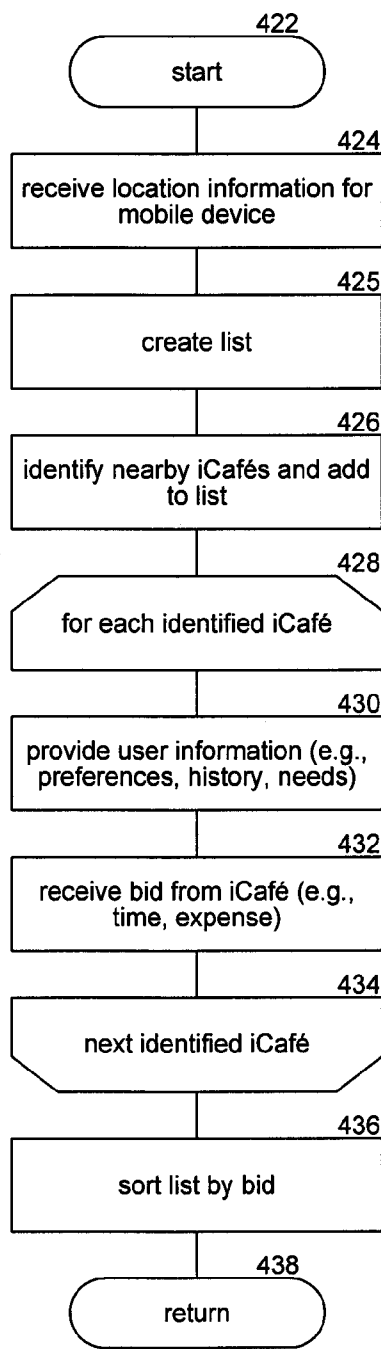 422
start
424
receive location information for
mobile device
425
create list
426
identify nearby iCafés and add
to list
428
for each identified iCafé
430
provide user information (e.g.,
preferences, history, needs)
432
receive bid from iCafé (e.g.,
time, expense)
434
next identified iCafé
436
sort list by bid
438
return